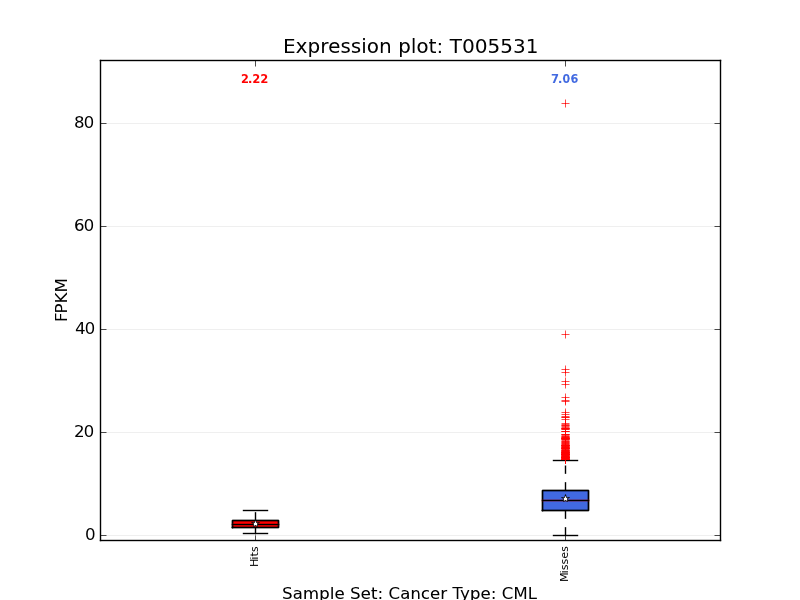 Expression plot: T005531
2.22
7.06
FPKM
80
60
40
20
0
Hits
Misses
Sample Set: Cancer Type: CML